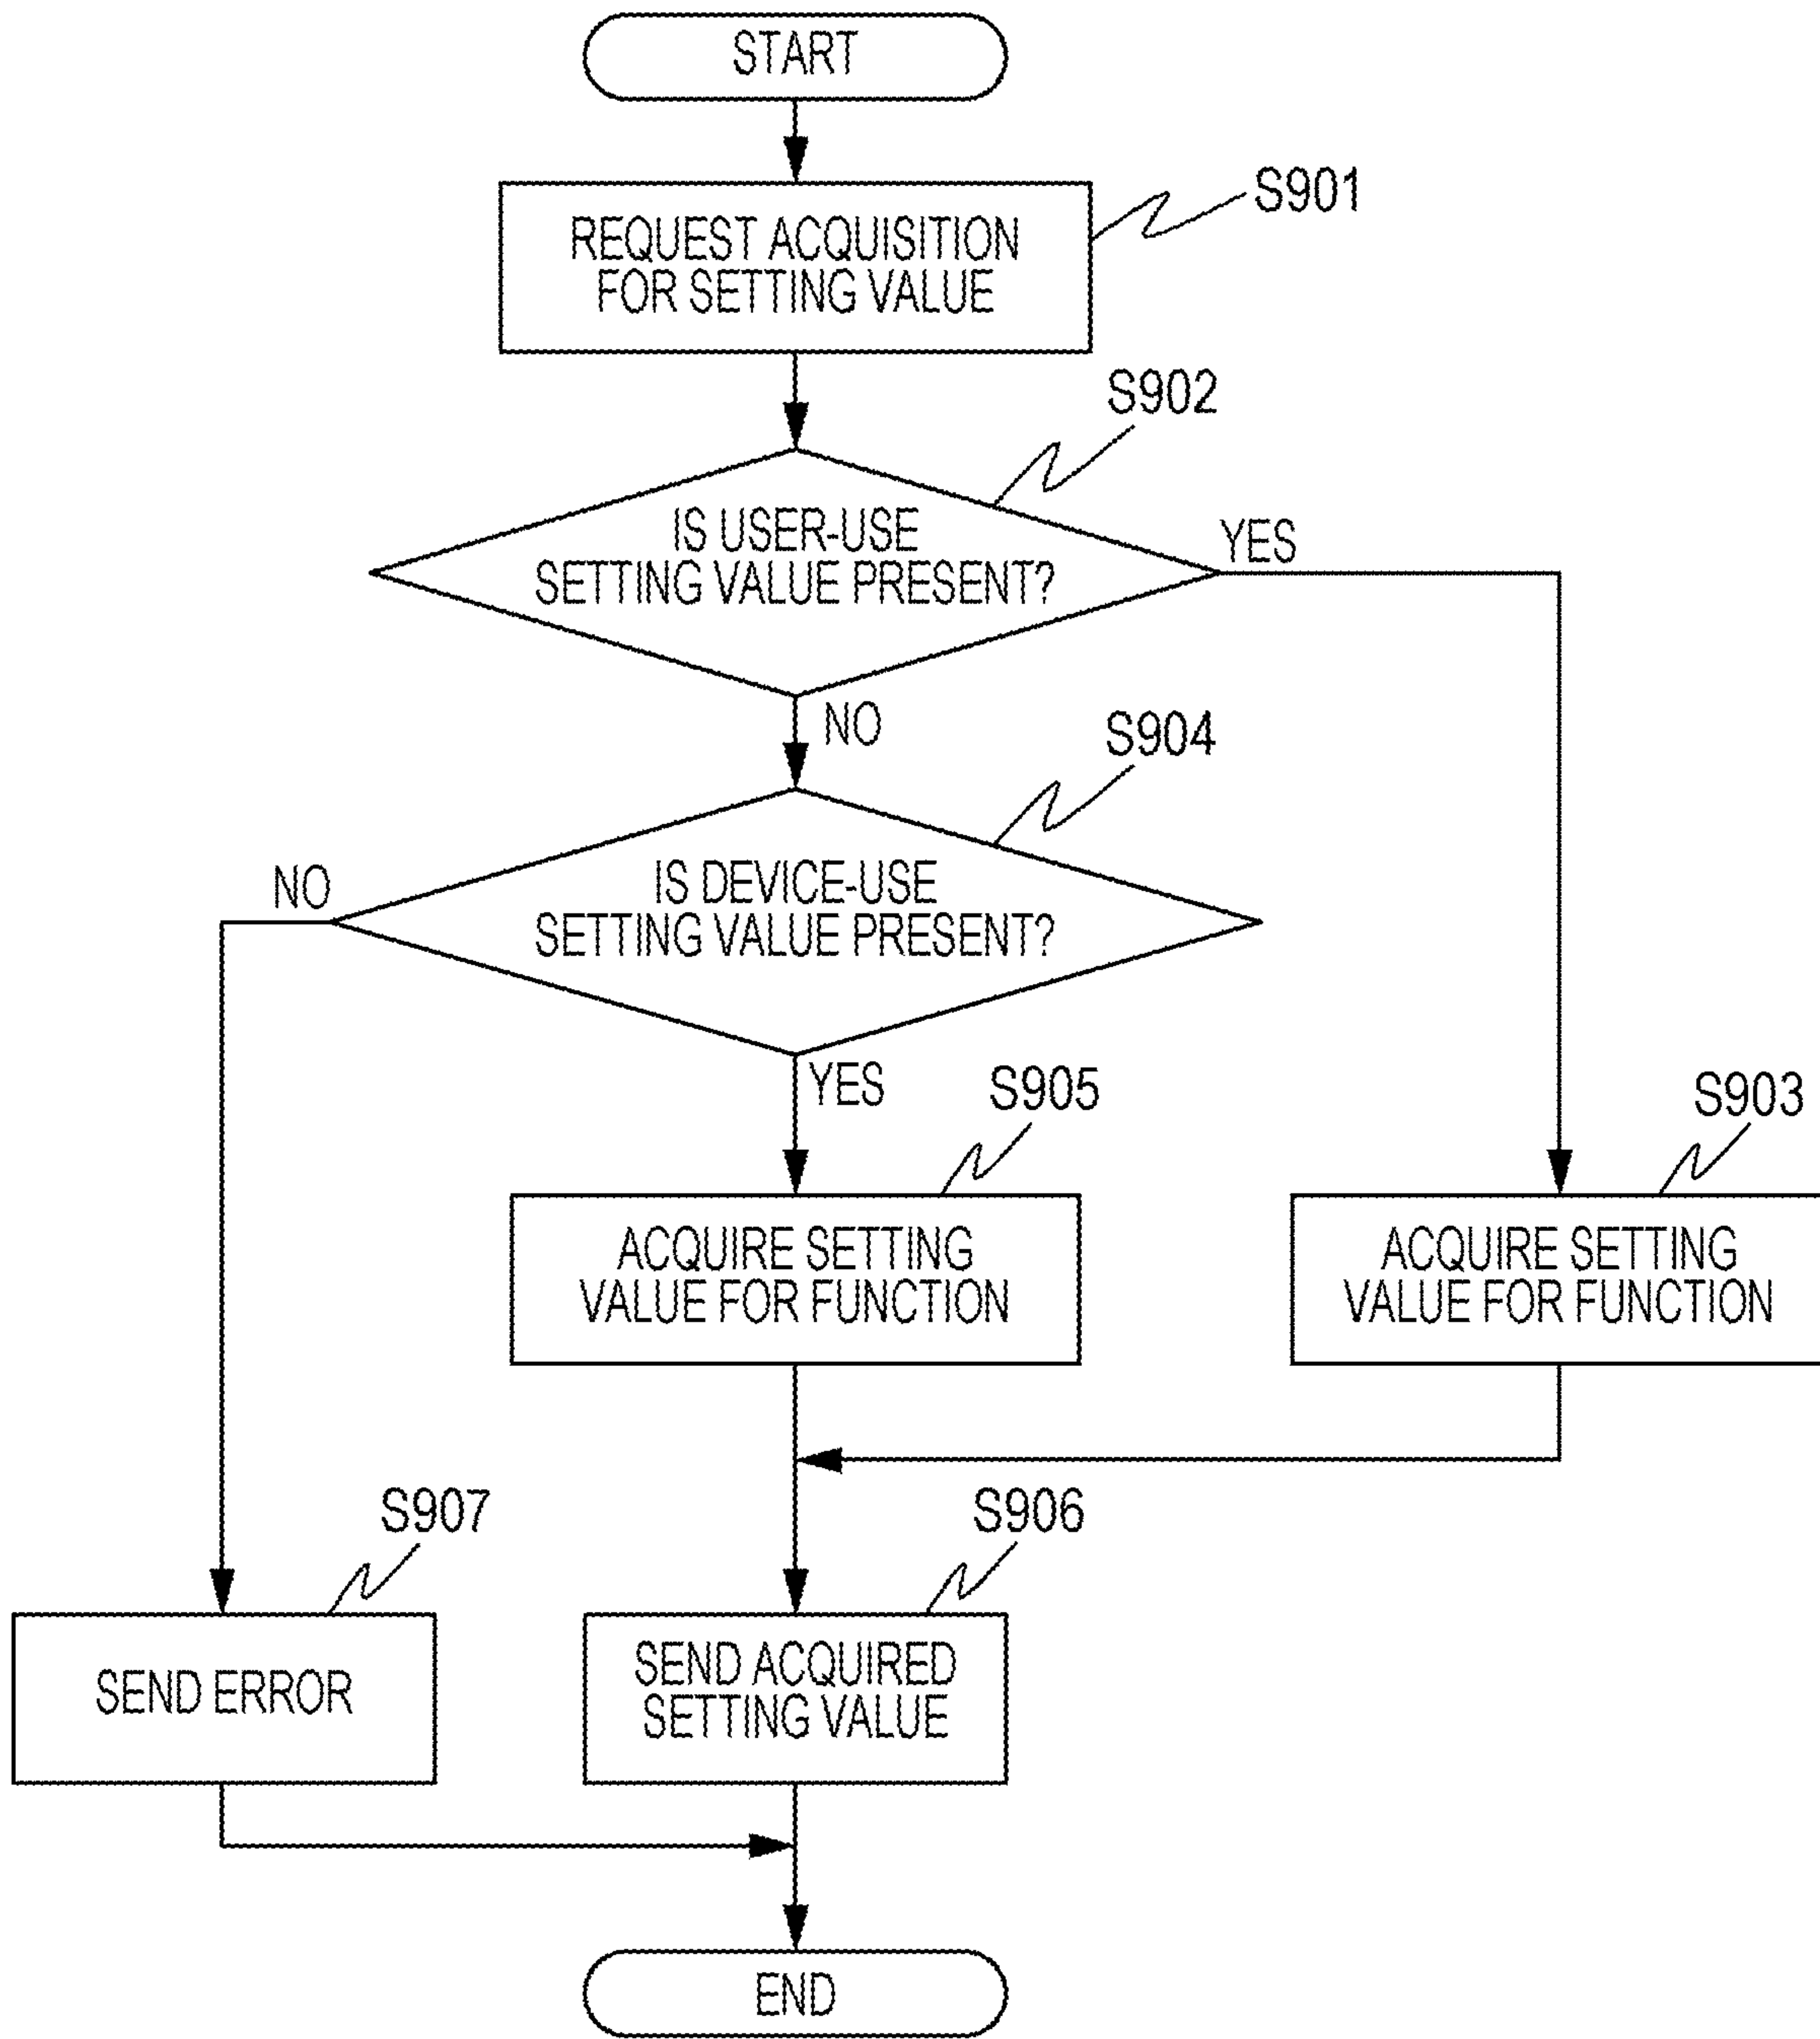 START
S901
REQUEST ACQUISITION
FOR SETTING VALUE
S902
IS USER-USE
SETTING VALUE PRESENT?
YES
NO
S904
IS DEVICE-USE
SETTING VALUE PRESENT?
NO
YES
S905
S903
ACQUIRE SETTING
VALUE FOR FUNCTION
ACQUIRE SETTING
VALUE FOR FUNCTION
S907
S906
SEND ERROR
SEND ACQUIRED
SETTING VALUE
END